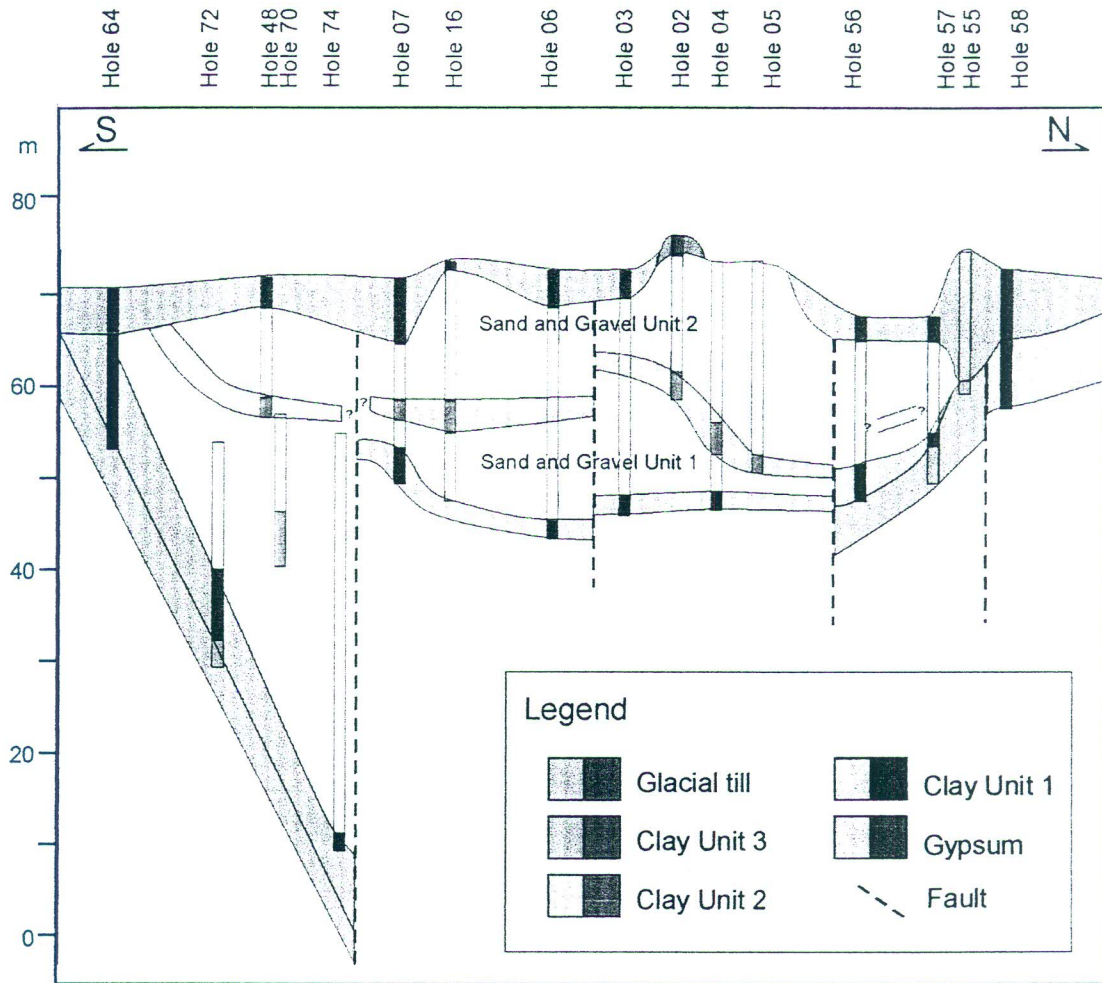 Hole 64
Hole 72
Hole 48
Hole 70
Hole 74
Hole 07
Hole 16
Hole 06
Hole 03
Hole 02
Hole 04
Hole 05
Hole 56
Hole 57
Hole 55
Hole 58
S
N
m
80
60
40
20
0
Sand and Gravel Unit 2
? ?
Sand and Gravel Unit 1
? ?
Legend
Glacial till
Clay Unit 3
Clay Unit 2
Clay Unit 1
Gypsum
Fault